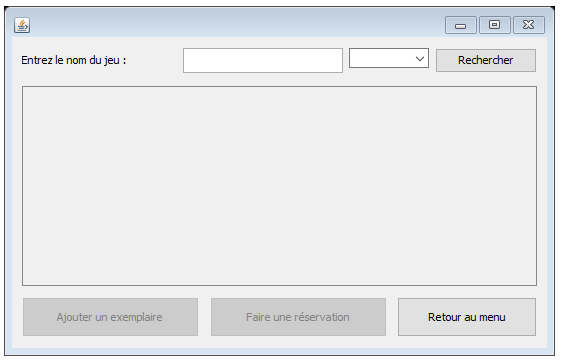 Entrez le nom du jeu :
Rechercher
Ajouter un exemplaire
Faire une réservation
Retour au menu